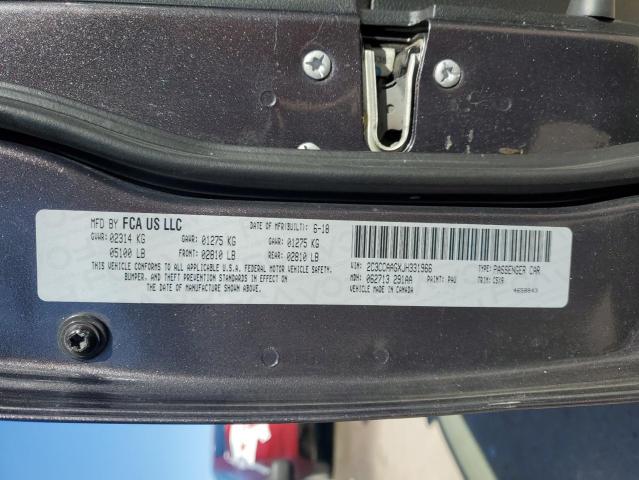 MFD BY FCA US LLC DATE OF MFR(BUILT): 6-18
GVWR: 02314 KG GAWR: 01275 KG GAWR: 01275 KG
05100 LB FRONT: 02810 LB REAR: 02810 LB
THIS VEHICLE CONFORMS TO ALL APPLICABLE U.S.A. FEDERAL MOTOR VEHICLE SAFETY,
BUMPER, AND THEFT PREVENTION STANDARDS IN EFFECT ON
THE DATE OF MANUFACTURE SHOWN ABOVE.
VIN: 2C3CCAAGXJH331966 TYPE: PASSENGER CAR
MDH: 062713 291AA PAINT: PAU TRIM: C5X9
VEHICLE MADE IN CANADA 4658843